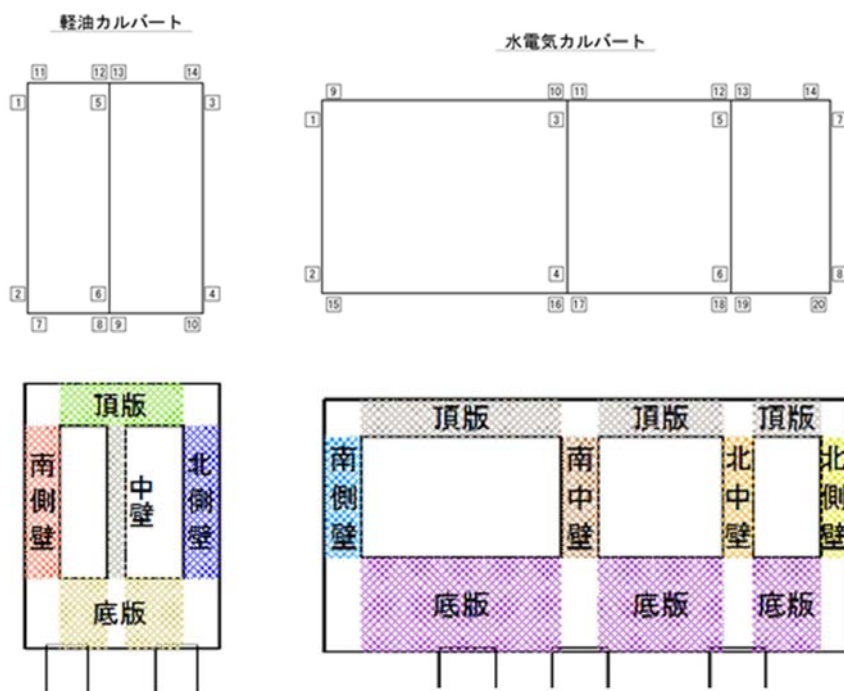 軽油カルバート
11 12 13 14
1 5 3
2 6 4
7 8 9 10
水電気カルバート
9 10 11 12 13 14
1 3 5 7
2 4 6 8
15 16 17 18 19 20
頂版
南側壁
中壁
北側壁
底版
頂版 頂版 頂版
南側壁
南中壁
北中壁
北側壁
底版 底版 底版